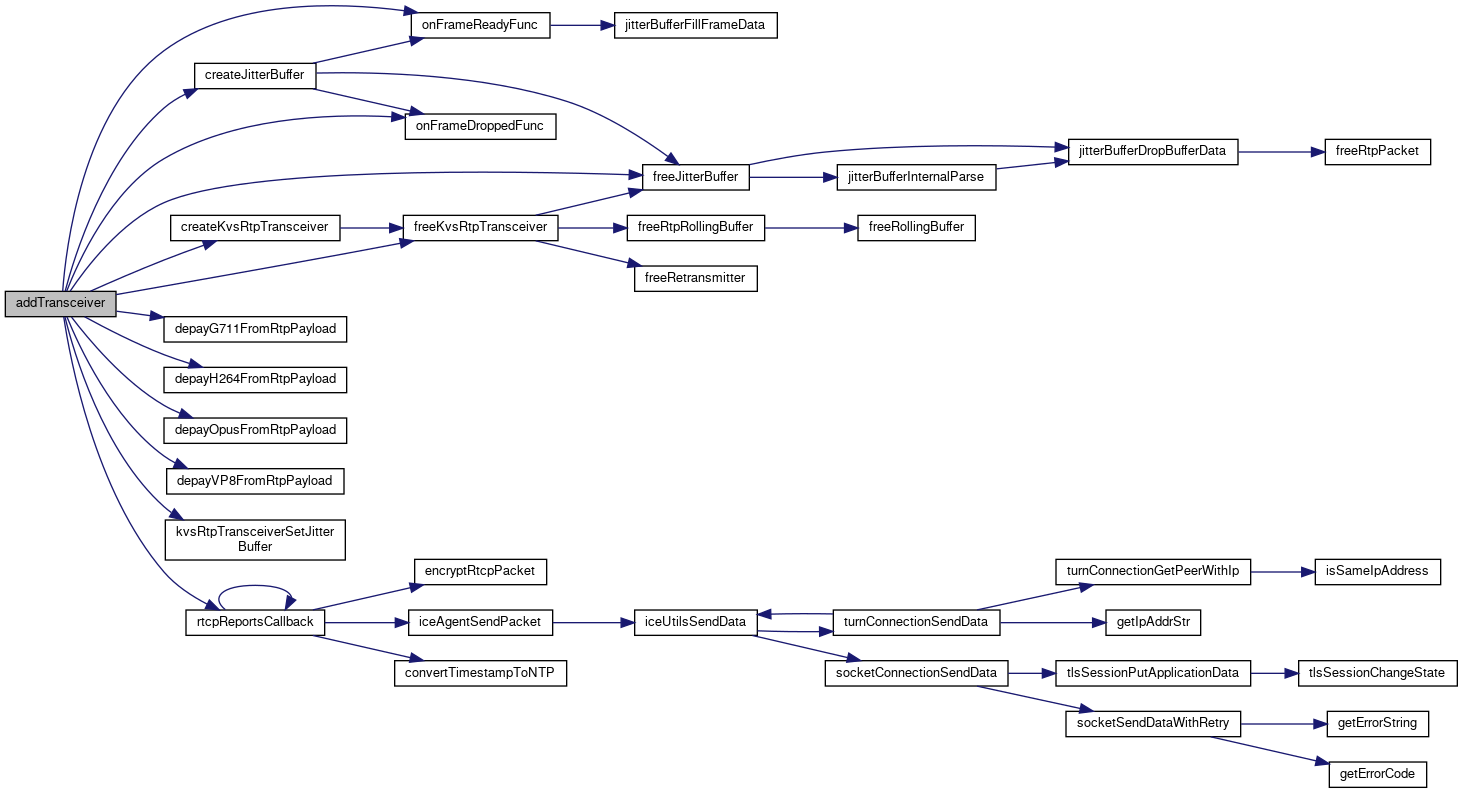 onFrameReadyFunc
jitterBufferFillFrameData
createJitterBuffer
onFrameDroppedFunc
jitterBufferDropBufferData
freeRtpPacket
freeJitterBuffer
jitterBufferInternalParse
createKvsRtpTransceiver
freeKvsRtpTransceiver
freeRtpRollingBuffer
freeRollingBuffer
freeRetransmitter
addTransceiver
depayG711FromRtpPayload
depayH264FromRtpPayload
depayOpusFromRtpPayload
depayVP8FromRtpPayload
kvsRtpTransceiverSetJitter
Buffer
encryptRtcpPacket
turnConnectionGetPeerWithIp
isSameIpAddress
rtcpReportsCallback
iceAgentSendPacket
iceUtilsSendData
turnConnectionSendData
getIpAddrStr
convertTimestampToNTP
socketConnectionSendData
tlsSessionPutApplicationData
tlsSessionChangeState
socketSendDataWithRetry
getErrorString
getErrorCode